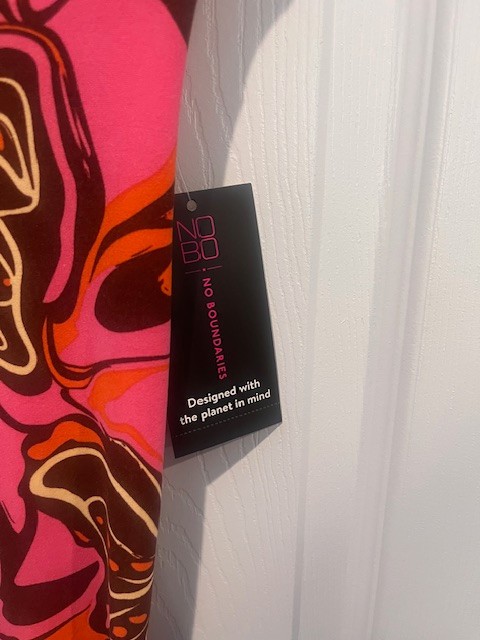 NO
BO
NO BOUNDARIES
Designed with
the planet in mind